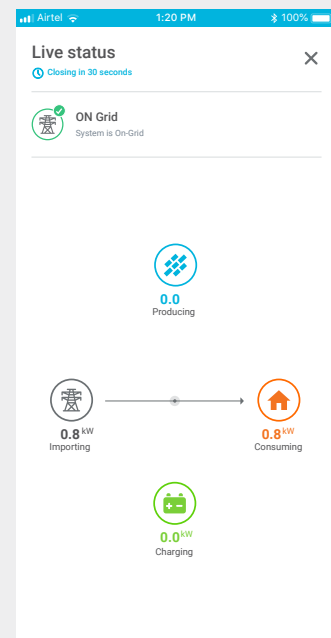 Airtel 1:20 PM 100%
Live status
Closing in 30 seconds
ON Grid
System is On-Grid
0.0
Producing
0.8 kW
Importing
0.8 kW
Consuming
0.0 kW
Charging